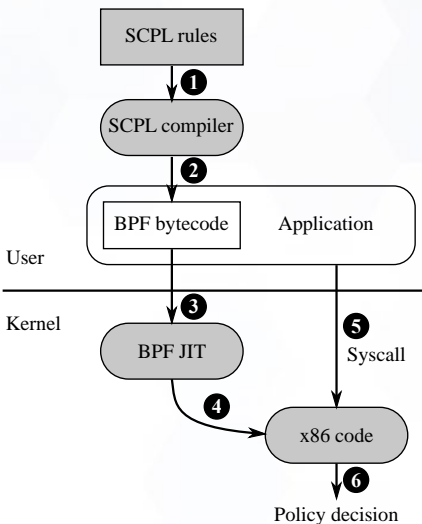 SCPL rules
1
SCPL compiler
2
BPF bytecode
Application
User
Kernel
3
5
BPF JIT
Syscall
4
x86 code
6
Policy decision